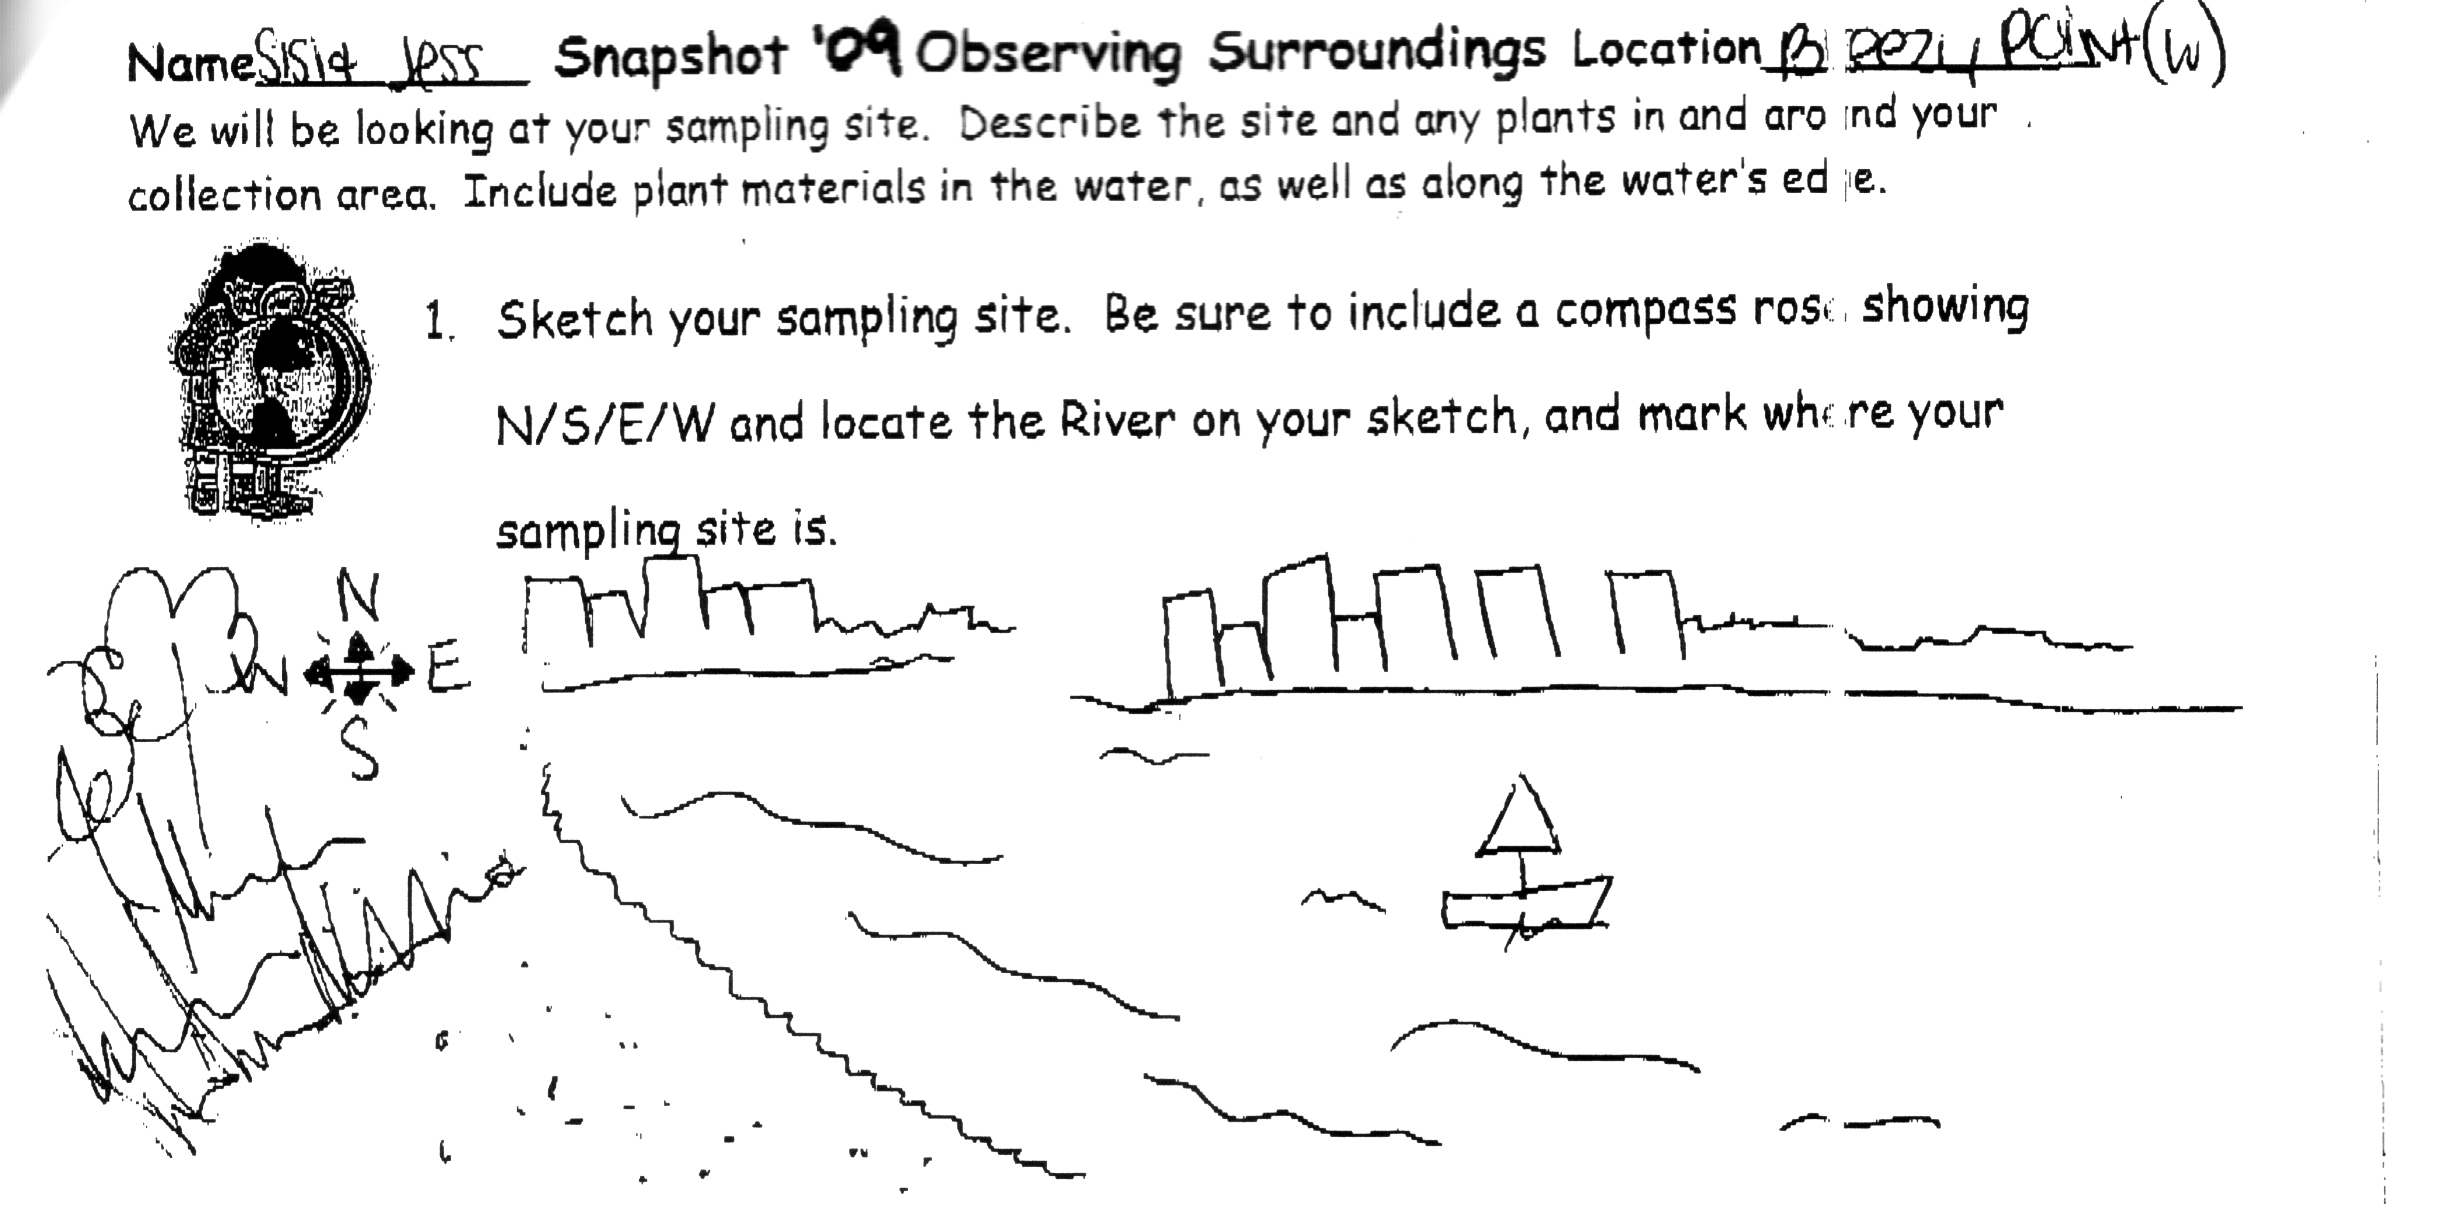 Name Sisi & Jess Snapshot '09 Observing Surroundings Location Breezy Point (W)
We will be looking at your sampling site. Describe the site and any plants in and around your
collection area. Include plant materials in the water, as well as along the water's edge.
1. Sketch your sampling site. Be sure to include a compass rose showing
N/S/E/W and locate the River on your sketch, and mark where your
sampling site is.
N
W E
S